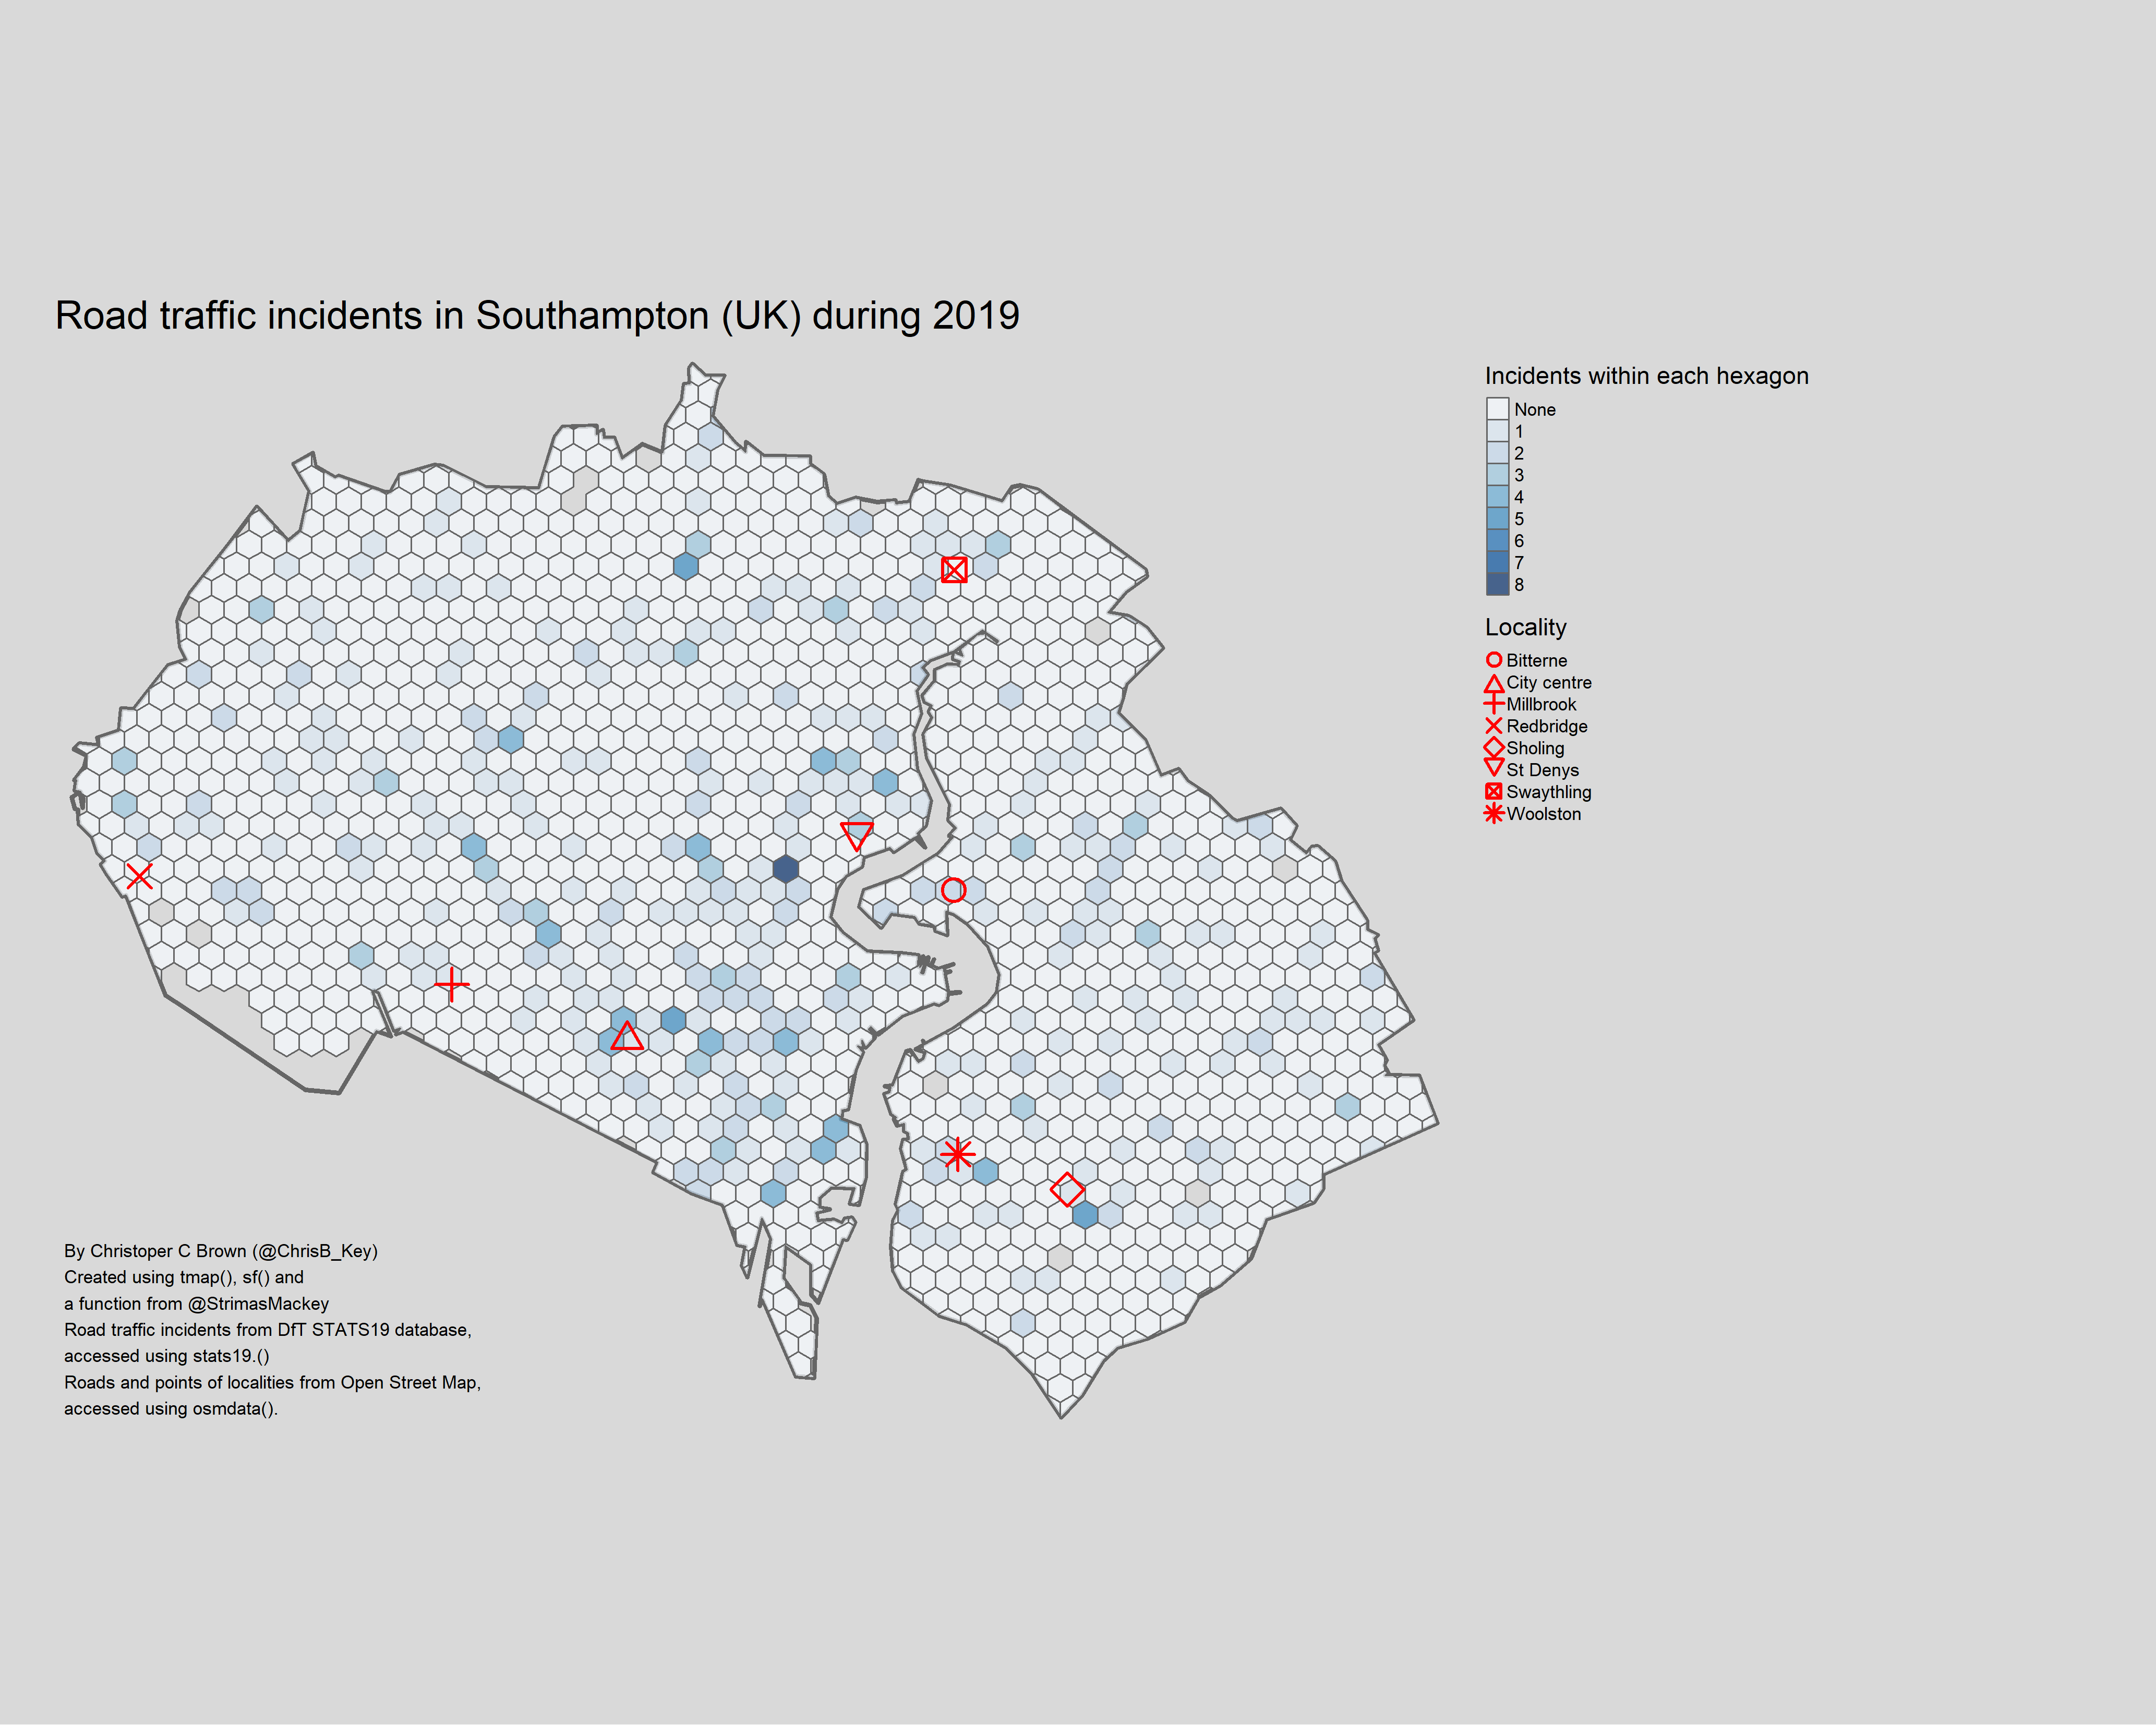 Road traffic incidents in Southampton (UK) during 2019
Incidents within each hexagon
None
1
2
3
4
5
6
7
8
Locality
Bitterne
City centre
Millbrook
Redbridge
Sholing
St Denys
Swaythling
Woolston
By Christoper C Brown (@ChrisB_Key)
Created using tmap(), sf() and
a function from @StrimasMackey
Road traffic incidents from DfT STATS19 database,
accessed using stats19.()
Roads and points of localities from Open Street Map,
accessed using osmdata().